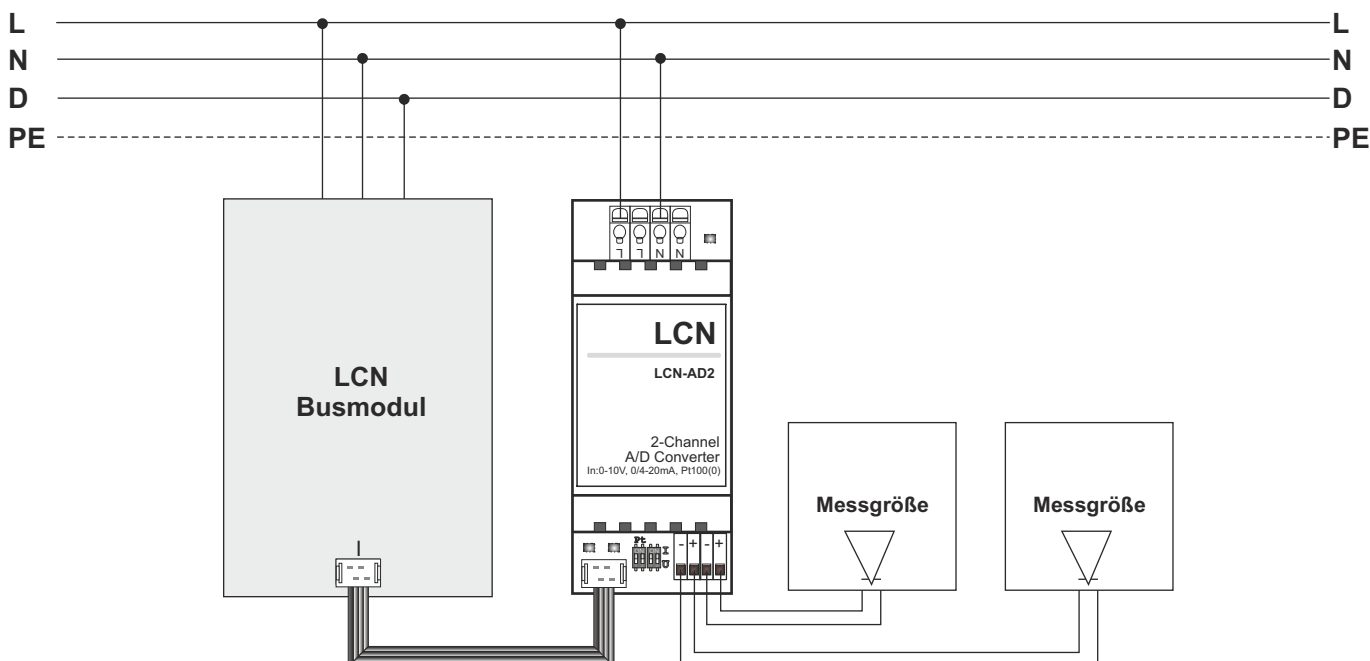 L L
N N
D D
PE PE
L L N N
LCN
LCN-AD2
LCN
Busmodul
2-Channel
A/D Converter
In:0-10V, 0/4-20mA, Pt100(0)
Messgröße Messgröße
I
Pt
I
U
- + - +